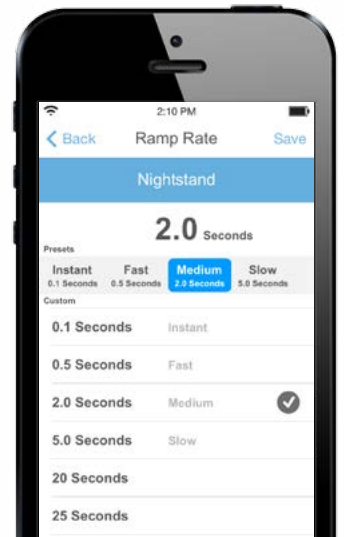 2:10 PM
Back Ramp Rate Save
Nightstand
2.0 Seconds
Presets
Instant Fast Medium Slow
0.1 Seconds 0.5 Seconds 2.0 Seconds 5.0 Seconds
Custom
0.1 Seconds Instant
0.5 Seconds Fast
2.0 Seconds Medium
5.0 Seconds Slow
20 Seconds
25 Seconds